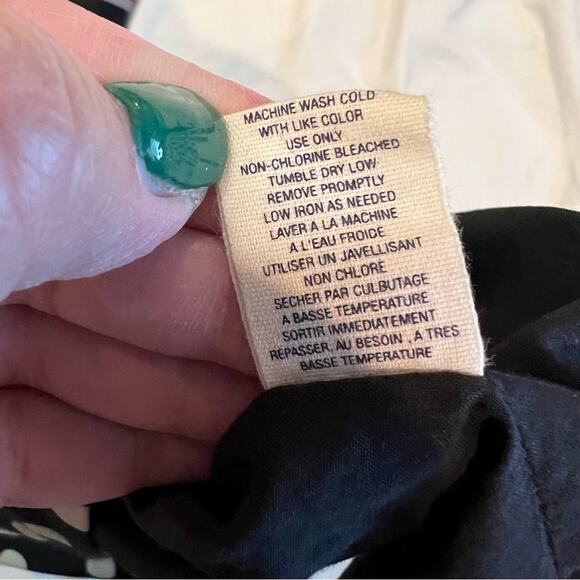 MACHINE WASH COLD
WITH LIKE COLOR
USE ONLY
NON-CHLORINE BLEACHED
TUMBLE DRY LOW
REMOVE PROMPTLY
LOW IRON AS NEEDED
LAVER A LA MACHINE
A L'EAU FROIDE
UTILISER UN JAVELLISANT
NON CHLORÉ
SECHER PAR CULBUTAGE
A BASSE TEMPERATURE
SORTIR IMMEDIATEMENT
REPASSER, AU BESOIN , A TRES
BASSE TEMPERATURE